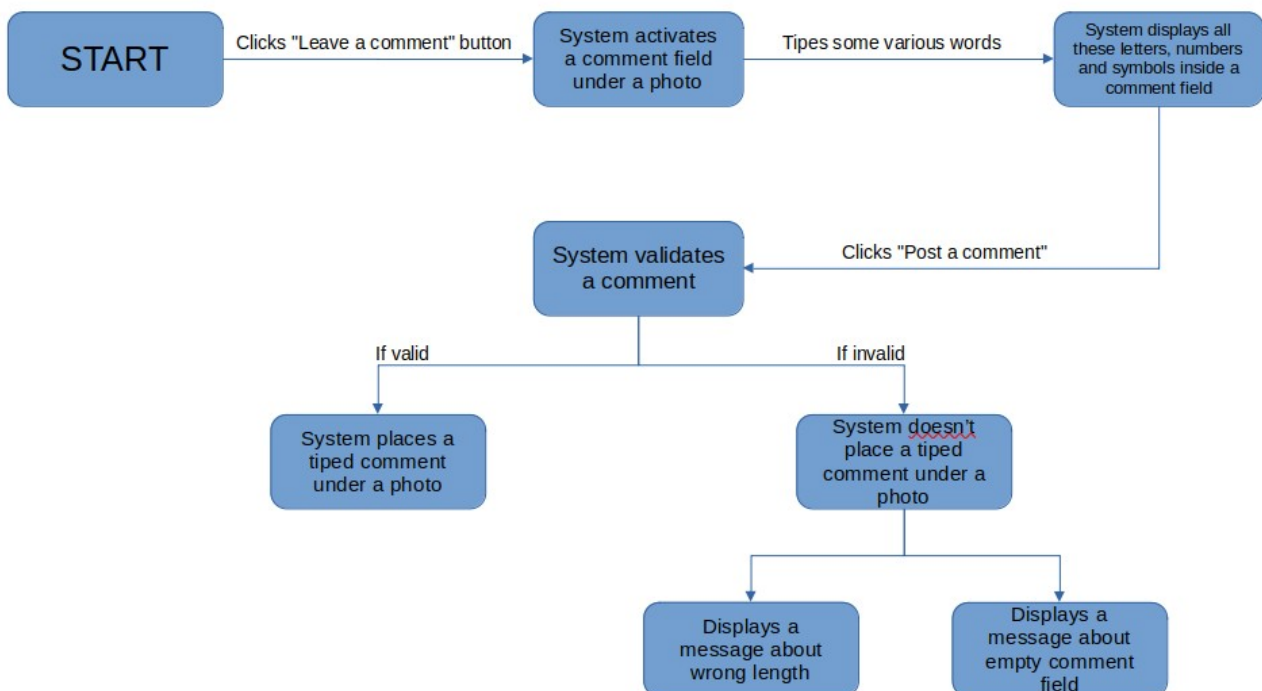 START
Clicks "Leave a comment" button
System activates
a comment field
under a photo
Tipes some various words
System displays all
these letters, numbers
and symbols inside a
comment field
Clicks "Post a comment"
System validates
a comment
If valid
If invalid
System places a
tiped comment
under a photo
System doesn't
place a tiped
comment under a
photo
Displays a
message about
wrong length
Displays a
message about
empty comment
field